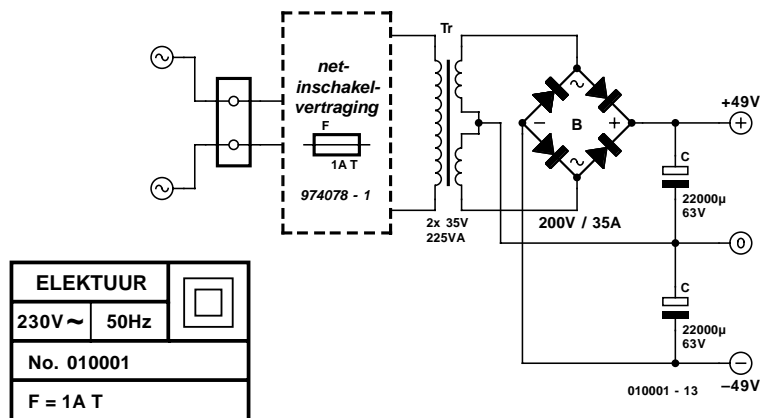 Tr
net-
inschakel-
vertraging
F
1A T
974078 - 1
2x 35V
225VA
~
−
B
+
~
200V / 35A
+49V
+
C
22000µ
63V
0
C
22000µ
63V
−
−49V
010001 - 13
~
~
ELEKTUUR
230V ~
50Hz
No. 010001
F = 1A T